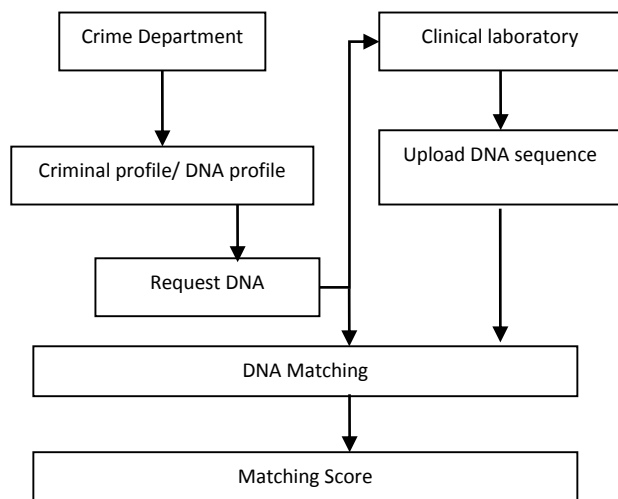 Crime Department
Clinical laboratory
Criminal profile/ DNA profile
Upload DNA sequence
Request DNA
DNA Matching
Matching Score